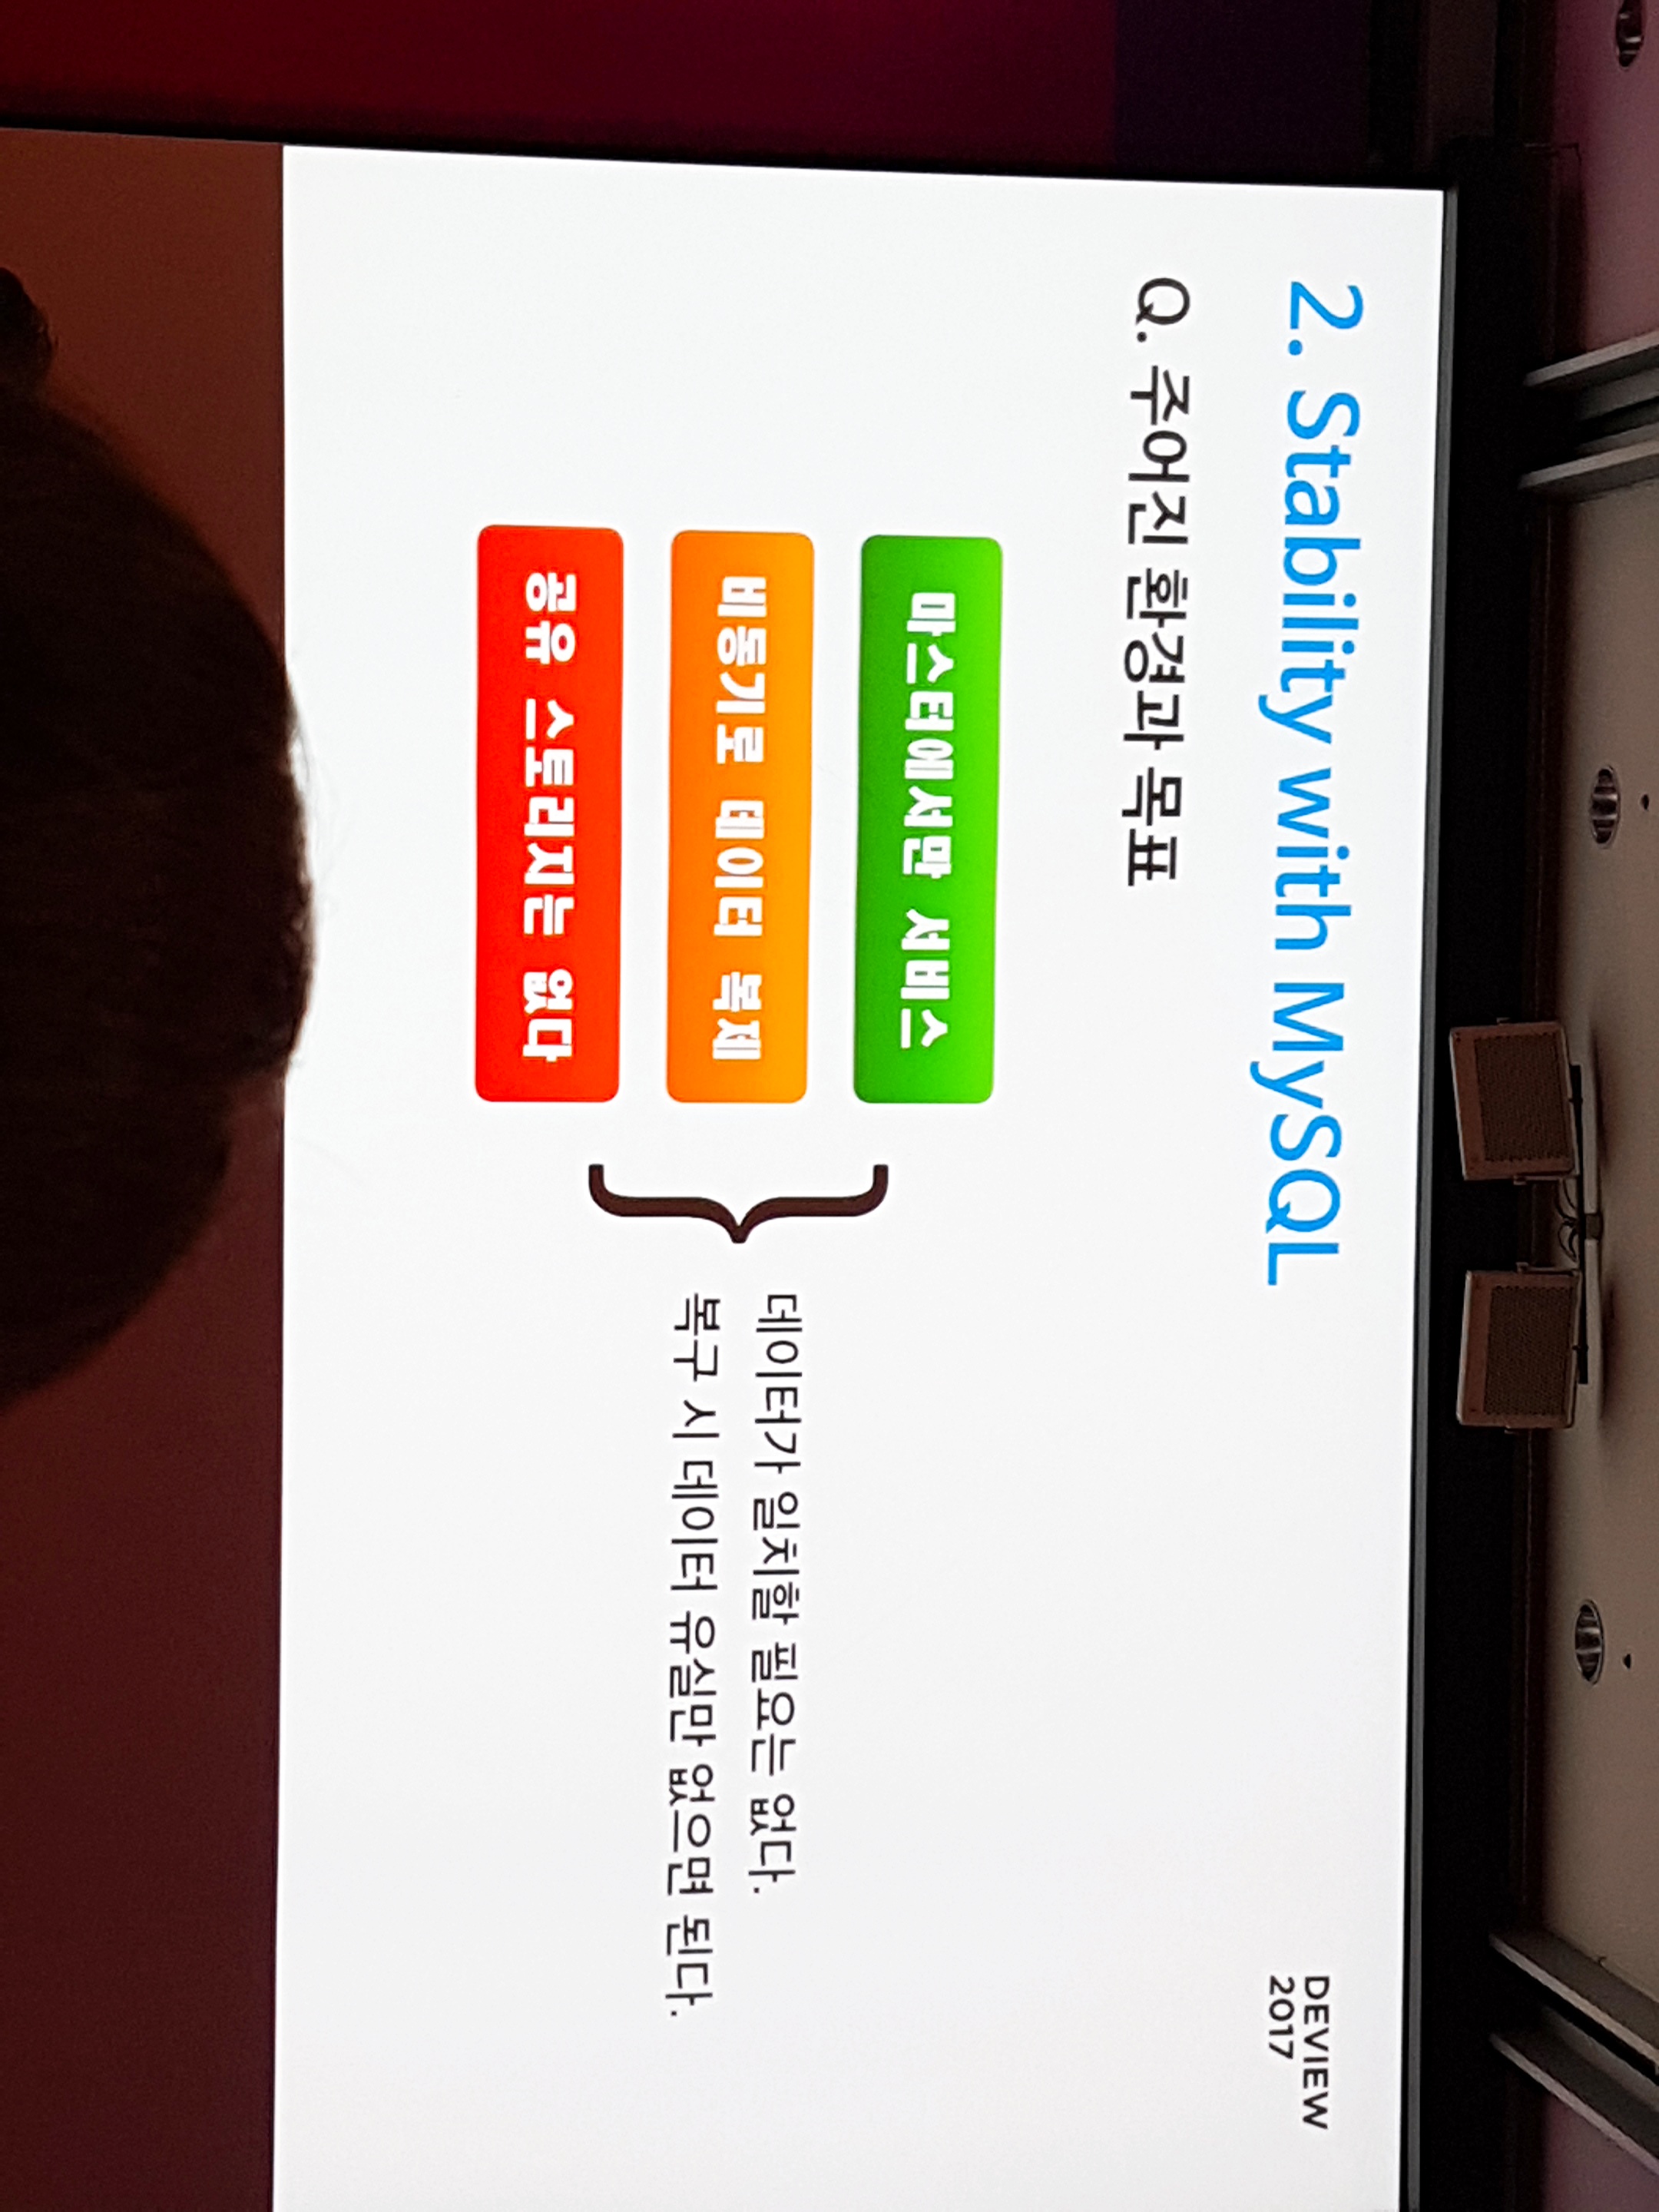 2. Stability with MySQL
DEVIEW
2017
Q. 주어진 환경과 목표
마스터에서만 서비스
비동기로 데이터 복제
공유 스토리지는 없다
데이터가 일치할 필요는 없다.
복구 시 데이터 유실만 없으면 된다.